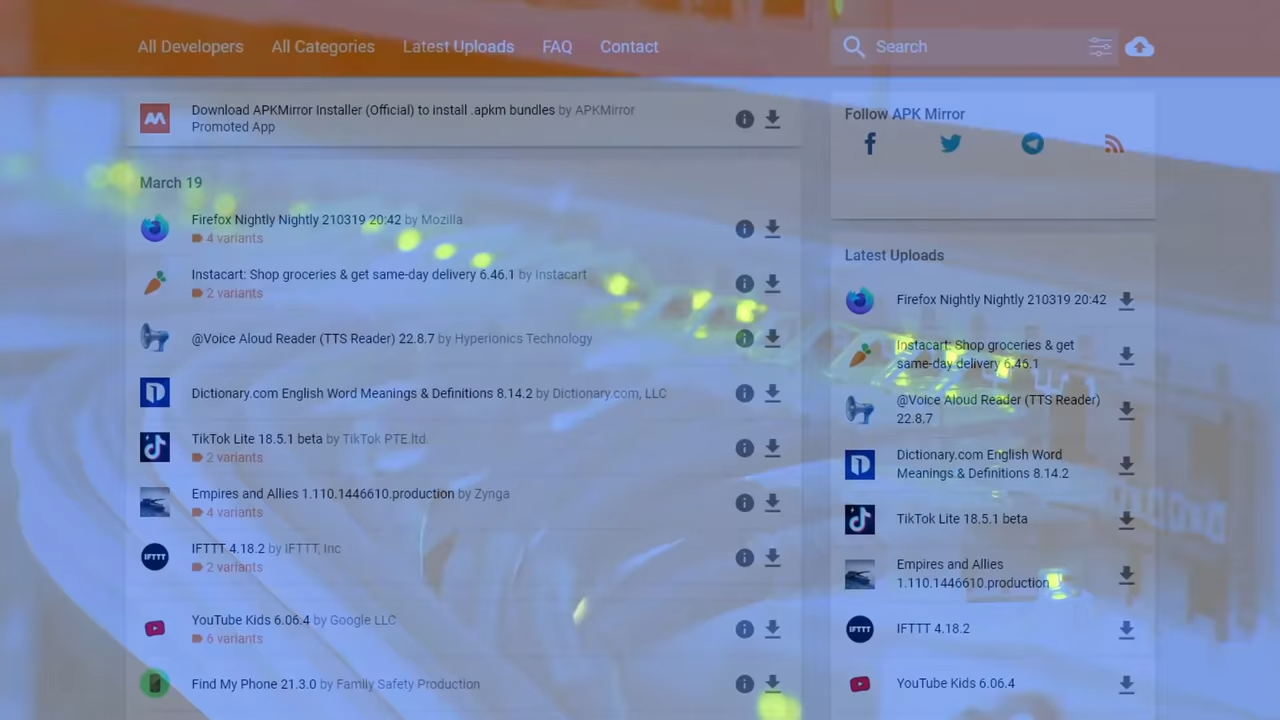 All Developers All Categories Latest Uploads FAQ Contact
Search
Download APKMirror Installer (Official) to install .apkm bundles by APKMirror
Promoted App
March 19
Firefox Nightly Nightly 210319 20:42 by Mozilla
4 variants
Instacart: Shop groceries & get same-day delivery 6.46.1 by Instacart
2 variants
@Voice Aloud Reader (TTS Reader) 22.8.7 by Hyperionics Technology
Dictionary.com English Word Meanings & Definitions 8.14.2 by Dictionary.com, LLC
TikTok Lite 18.5.1 beta by TikTok PTE.ltd.
2 variants
Empires and Allies 1.110.1446610.production by Zynga
4 variants
IFTTT
IFTTT 4.18.2 by IFTTT, Inc
2 variants
YouTube Kids 6.06.4 by Google LLC
6 variants
Find My Phone 21.3.0 by Family Safety Production
Follow APK Mirror
Latest Uploads
Firefox Nightly Nightly 210319 20:42
Instacart: Shop groceries & get
same-day delivery 6.46.1
@Voice Aloud Reader (TTS Reader)
22.8.7
Dictionary.com English Word
Meanings & Definitions 8.14.2
TikTok Lite 18.5.1 beta
Empires and Allies
1.110.1446610.production
IFTTT
IFTTT 4.18.2
YouTube Kids 6.06.4